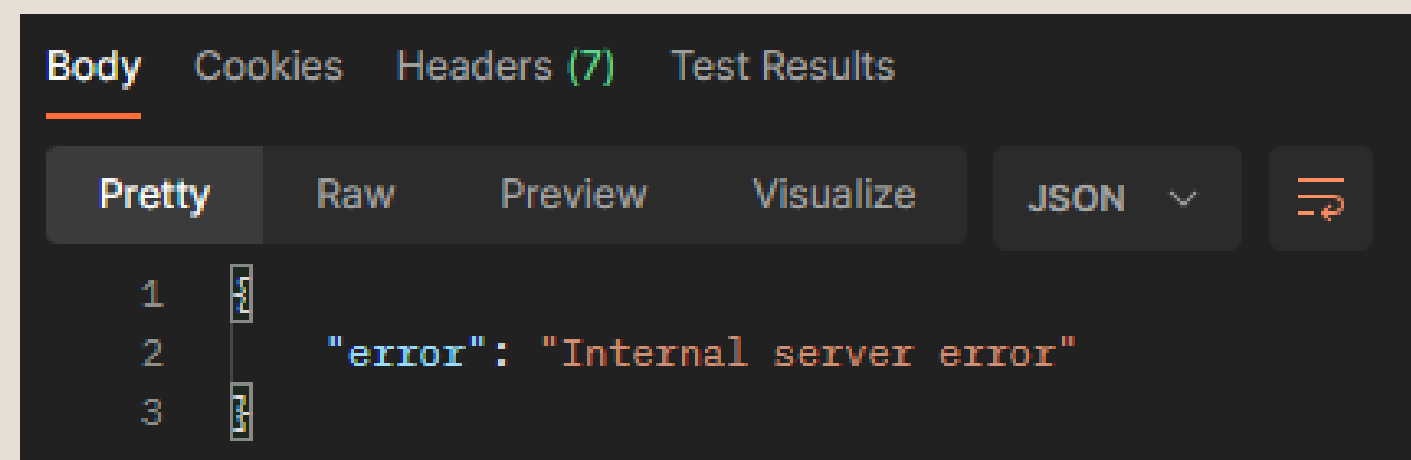 Body Cookies Headers (7) Test Results
Pretty Raw Preview Visualize JSON
1 {
2 "error": "Internal server error"
3 }